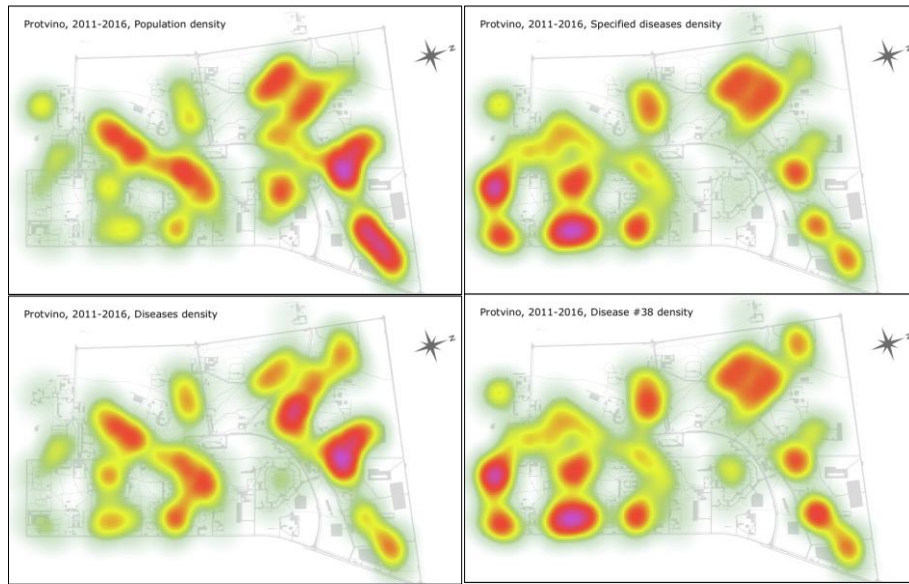 Protvino, 2011-2016, Population density
N
Protvino, 2011-2016, Specified diseases density
N
Protvino, 2011-2016, Diseases density
N
Protvino, 2011-2016, Disease #38 density
N